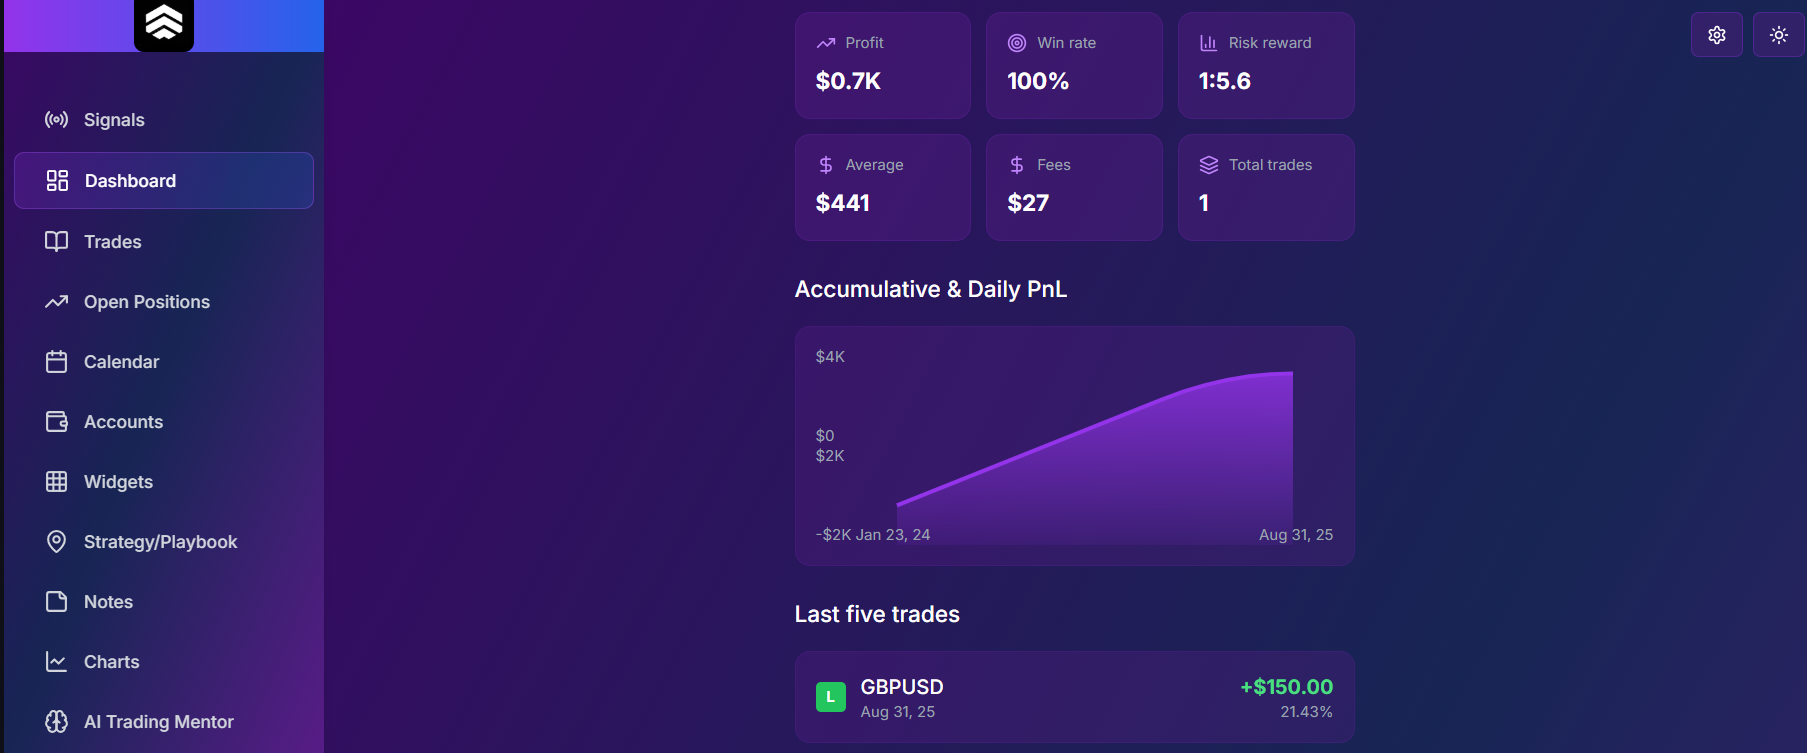 Signals
Dashboard
Trades
Open Positions
Calendar
Accounts
Widgets
Strategy/Playbook
Notes
Charts
AI Trading Mentor
Profit
$0.7K
Win rate
100%
Risk reward
1:5.6
Average
$441
Fees
$27
Total trades
1
Accumulative & Daily PnL
$4K
$0
$2K
-$2K Jan 23, 24
Aug 31, 25
Last five trades
L
GBPUSD
+$150.00
Aug 31, 25
21.43%